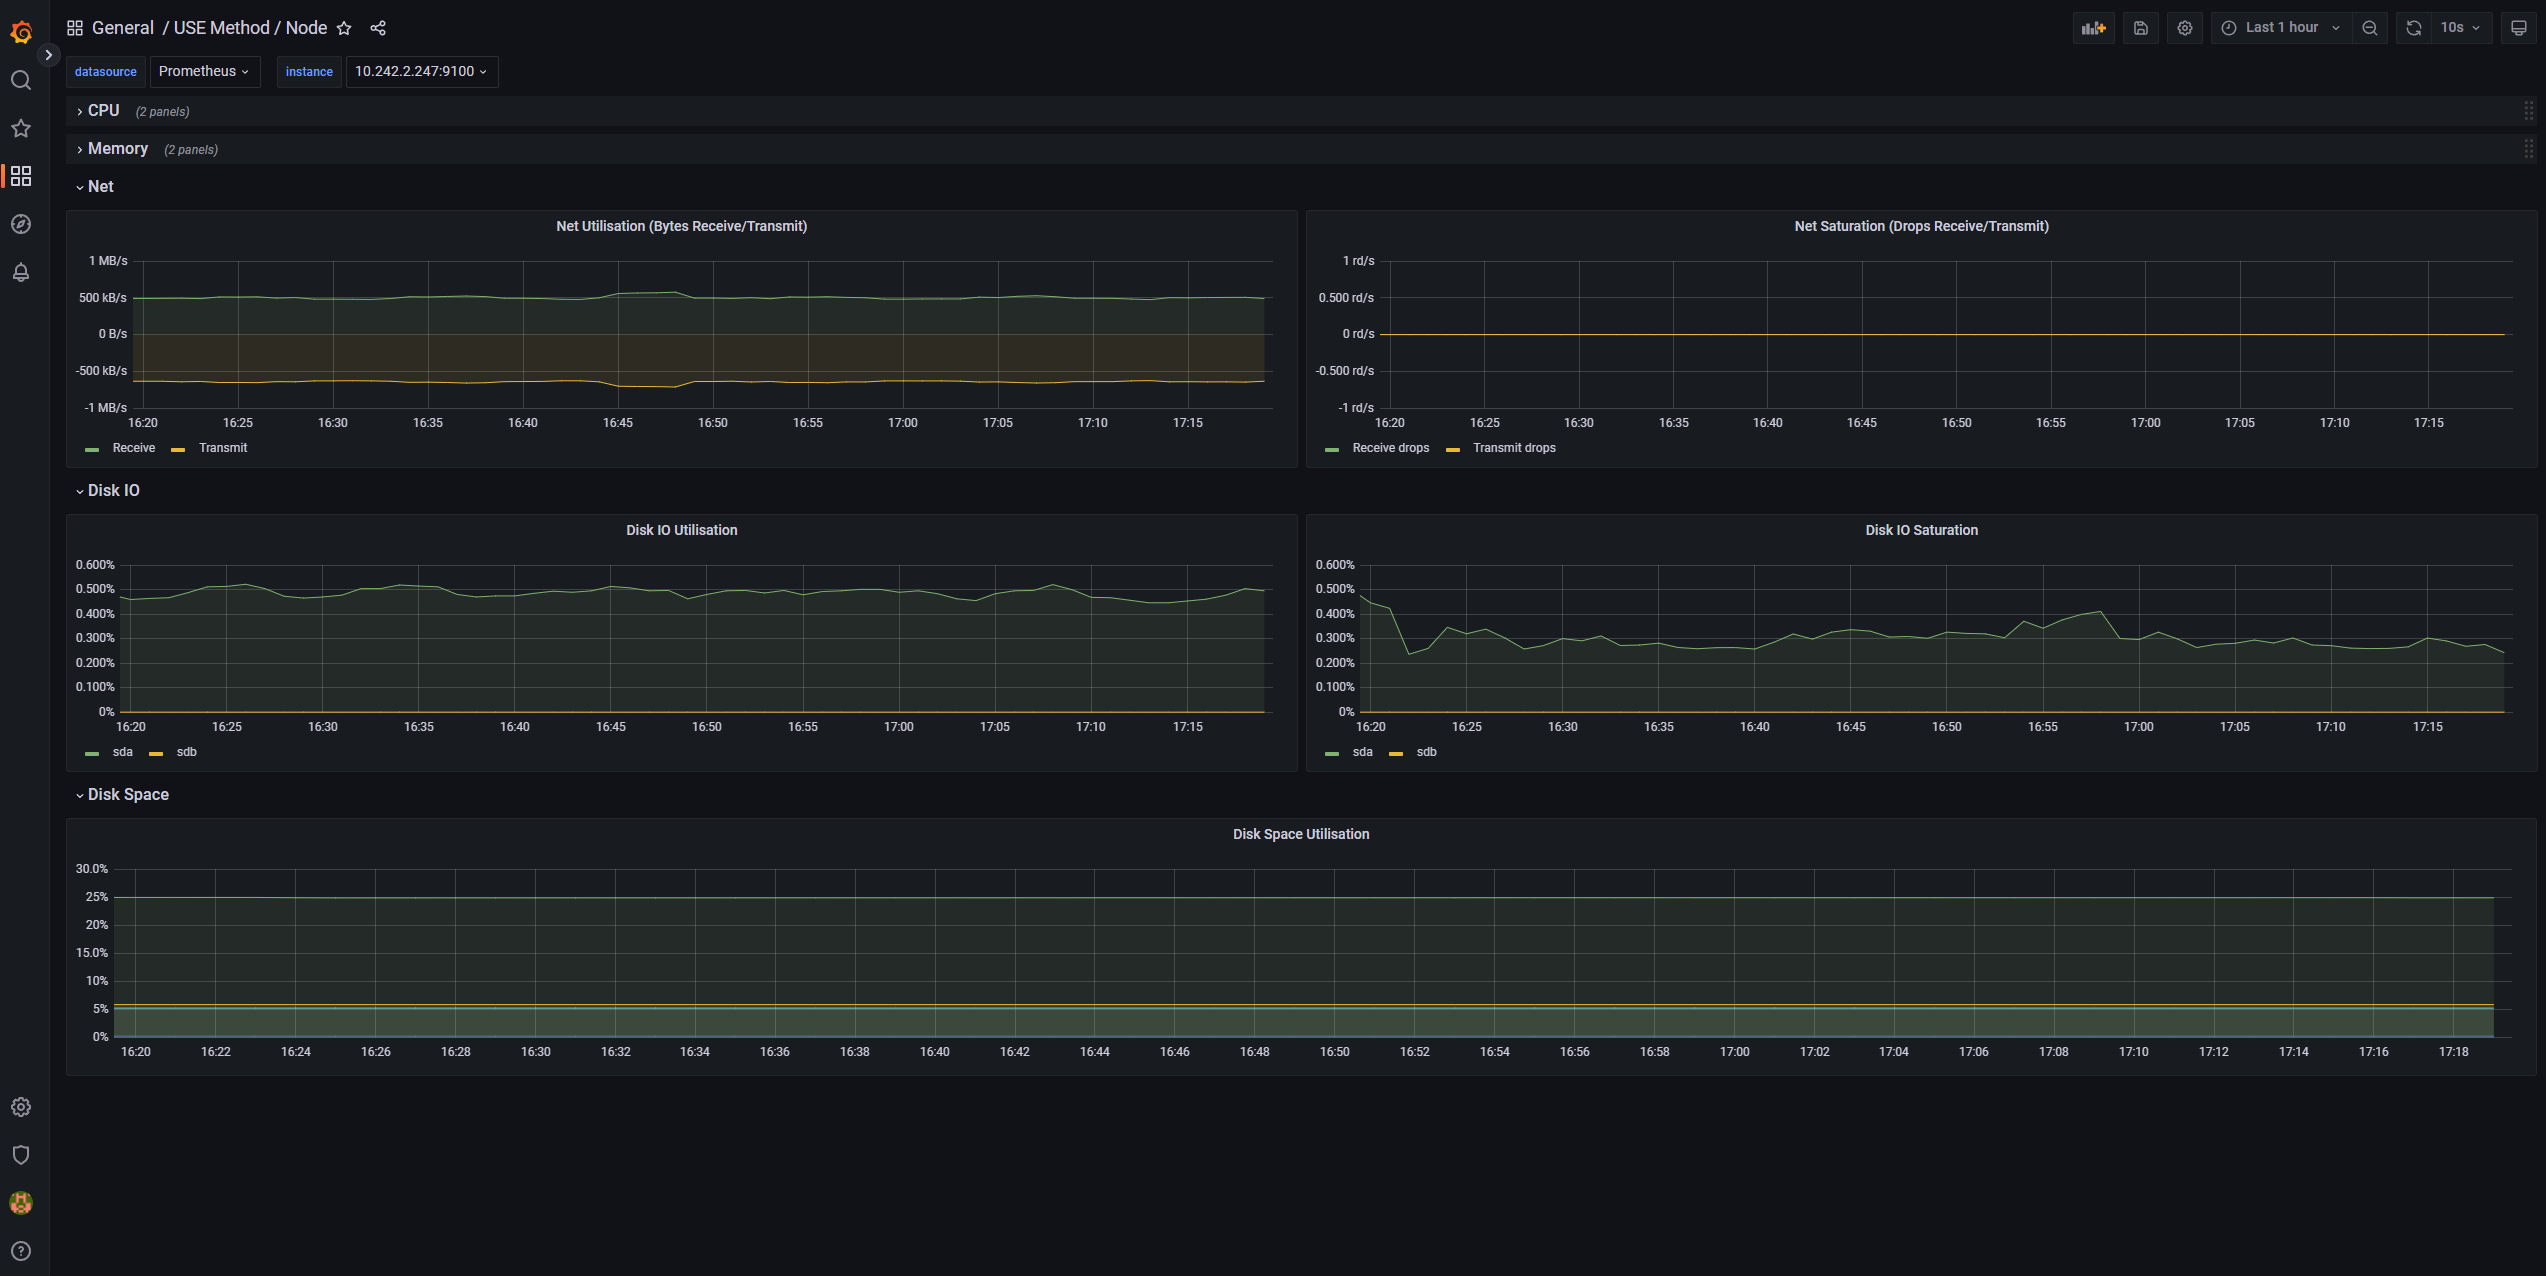 General / USE Method / Node
Last 1 hour
10s
datasource Prometheus instance 10.242.2.247:9100
CPU (2 panels)
Memory (2 panels)
Net
Net Utilisation (Bytes Receive/Transmit)
1 MB/s
500 kB/s
0 B/s
-500 kB/s
-1 MB/s
16:20 16:25 16:30 16:35 16:40 16:45 16:50 16:55 17:00 17:05 17:10 17:15
Receive Transmit
Net Saturation (Drops Receive/Transmit)
1 rd/s
0.500 rd/s
0 rd/s
-0.500 rd/s
-1 rd/s
16:20 16:25 16:30 16:35 16:40 16:45 16:50 16:55 17:00 17:05 17:10 17:15
Receive drops Transmit drops
Disk IO
Disk IO Utilisation
0.600%
0.500%
0.400%
0.300%
0.200%
0.100%
0%
16:20 16:25 16:30 16:35 16:40 16:45 16:50 16:55 17:00 17:05 17:10 17:15
sda sdb
Disk IO Saturation
0.600%
0.500%
0.400%
0.300%
0.200%
0.100%
0%
16:20 16:25 16:30 16:35 16:40 16:45 16:50 16:55 17:00 17:05 17:10 17:15
sda sdb
Disk Space
Disk Space Utilisation
30.0%
25%
20%
15.0%
10%
5%
0%
16:20 16:22 16:24 16:26 16:28 16:30 16:32 16:34 16:36 16:38 16:40 16:42 16:44 16:46 16:48 16:50 16:52 16:54 16:56 16:58 17:00 17:02 17:04 17:06 17:08 17:10 17:12 17:14 17:16 17:18